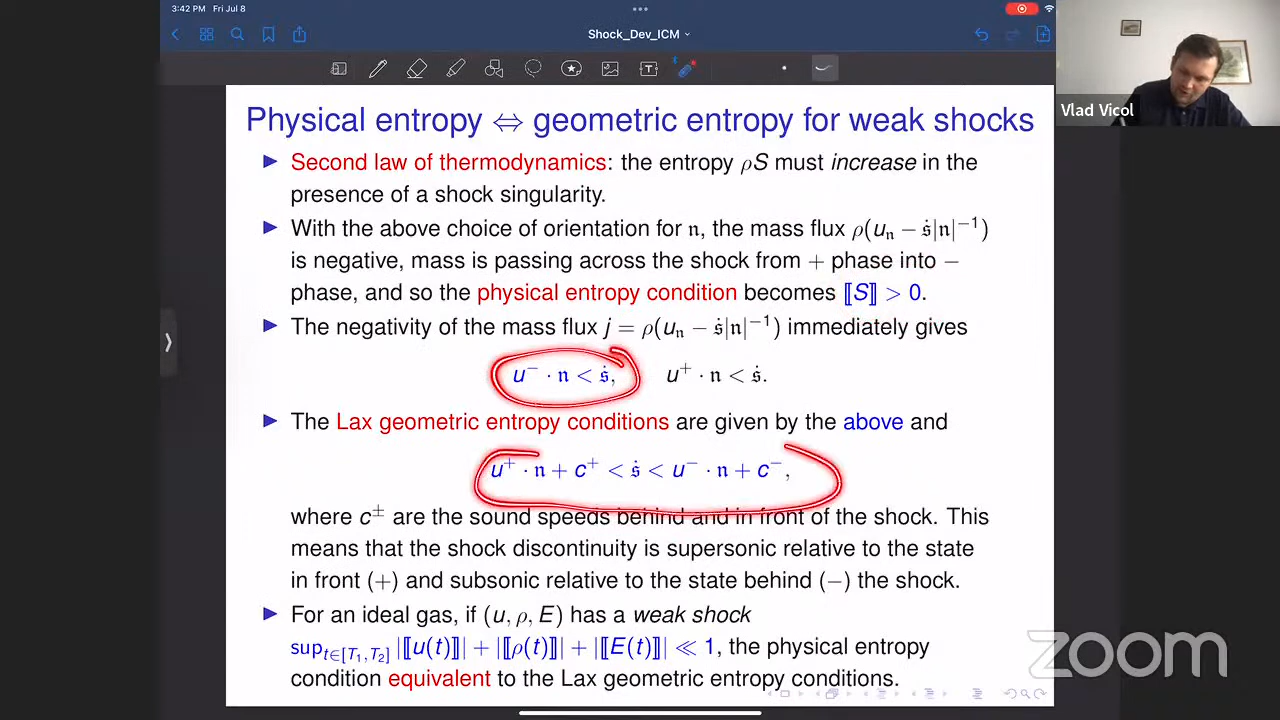 3:42 PM Fri Jul 8
Shock_Dev_ICM
Vlad Vicol
Physical entropy ⇔ geometric entropy for weak shocks
▶ Second law of thermodynamics: the entropy ρS must increase in the
presence of a shock singularity.
▶ With the above choice of orientation for 𝔫, the mass flux ρ(u_𝔫 − 𝔰̇|𝔫|⁻¹)
is negative, mass is passing across the shock from + phase into −
phase, and so the physical entropy condition becomes ⟦S⟧ > 0.
▶ The negativity of the mass flux j = ρ(u_𝔫 − 𝔰̇|𝔫|⁻¹) immediately gives
u⁻ · 𝔫 < 𝔰̇, u⁺ · 𝔫 < 𝔰̇.
▶ The Lax geometric entropy conditions are given by the above and
u⁺ · 𝔫 + c⁺ < 𝔰̇ < u⁻ · 𝔫 + c⁻,
where c± are the sound speeds behind and in front of the shock. This
means that the shock discontinuity is supersonic relative to the state
in front (+) and subsonic relative to the state behind (−) the shock.
▶ For an ideal gas, if (u, ρ, E) has a weak shock
sup_{t∈[T₁,T₂]} |⟦u(t)⟧| + |⟦ρ(t)⟧| + |⟦E(t)⟧| ≪ 1, the physical entropy
condition equivalent to the Lax geometric entropy conditions.
zoom